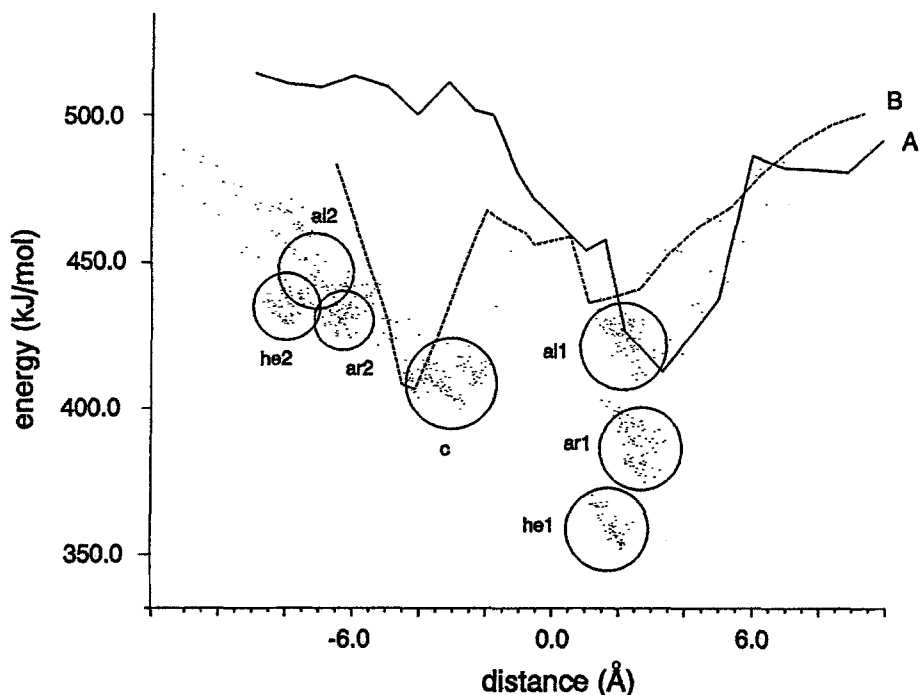 500.0
450.0
400.0
350.0
energy (kJ/mol)
B
A
al2
he2
ar2
c
al1
ar1
he1
-6.0 0.0 6.0
distance (Å)